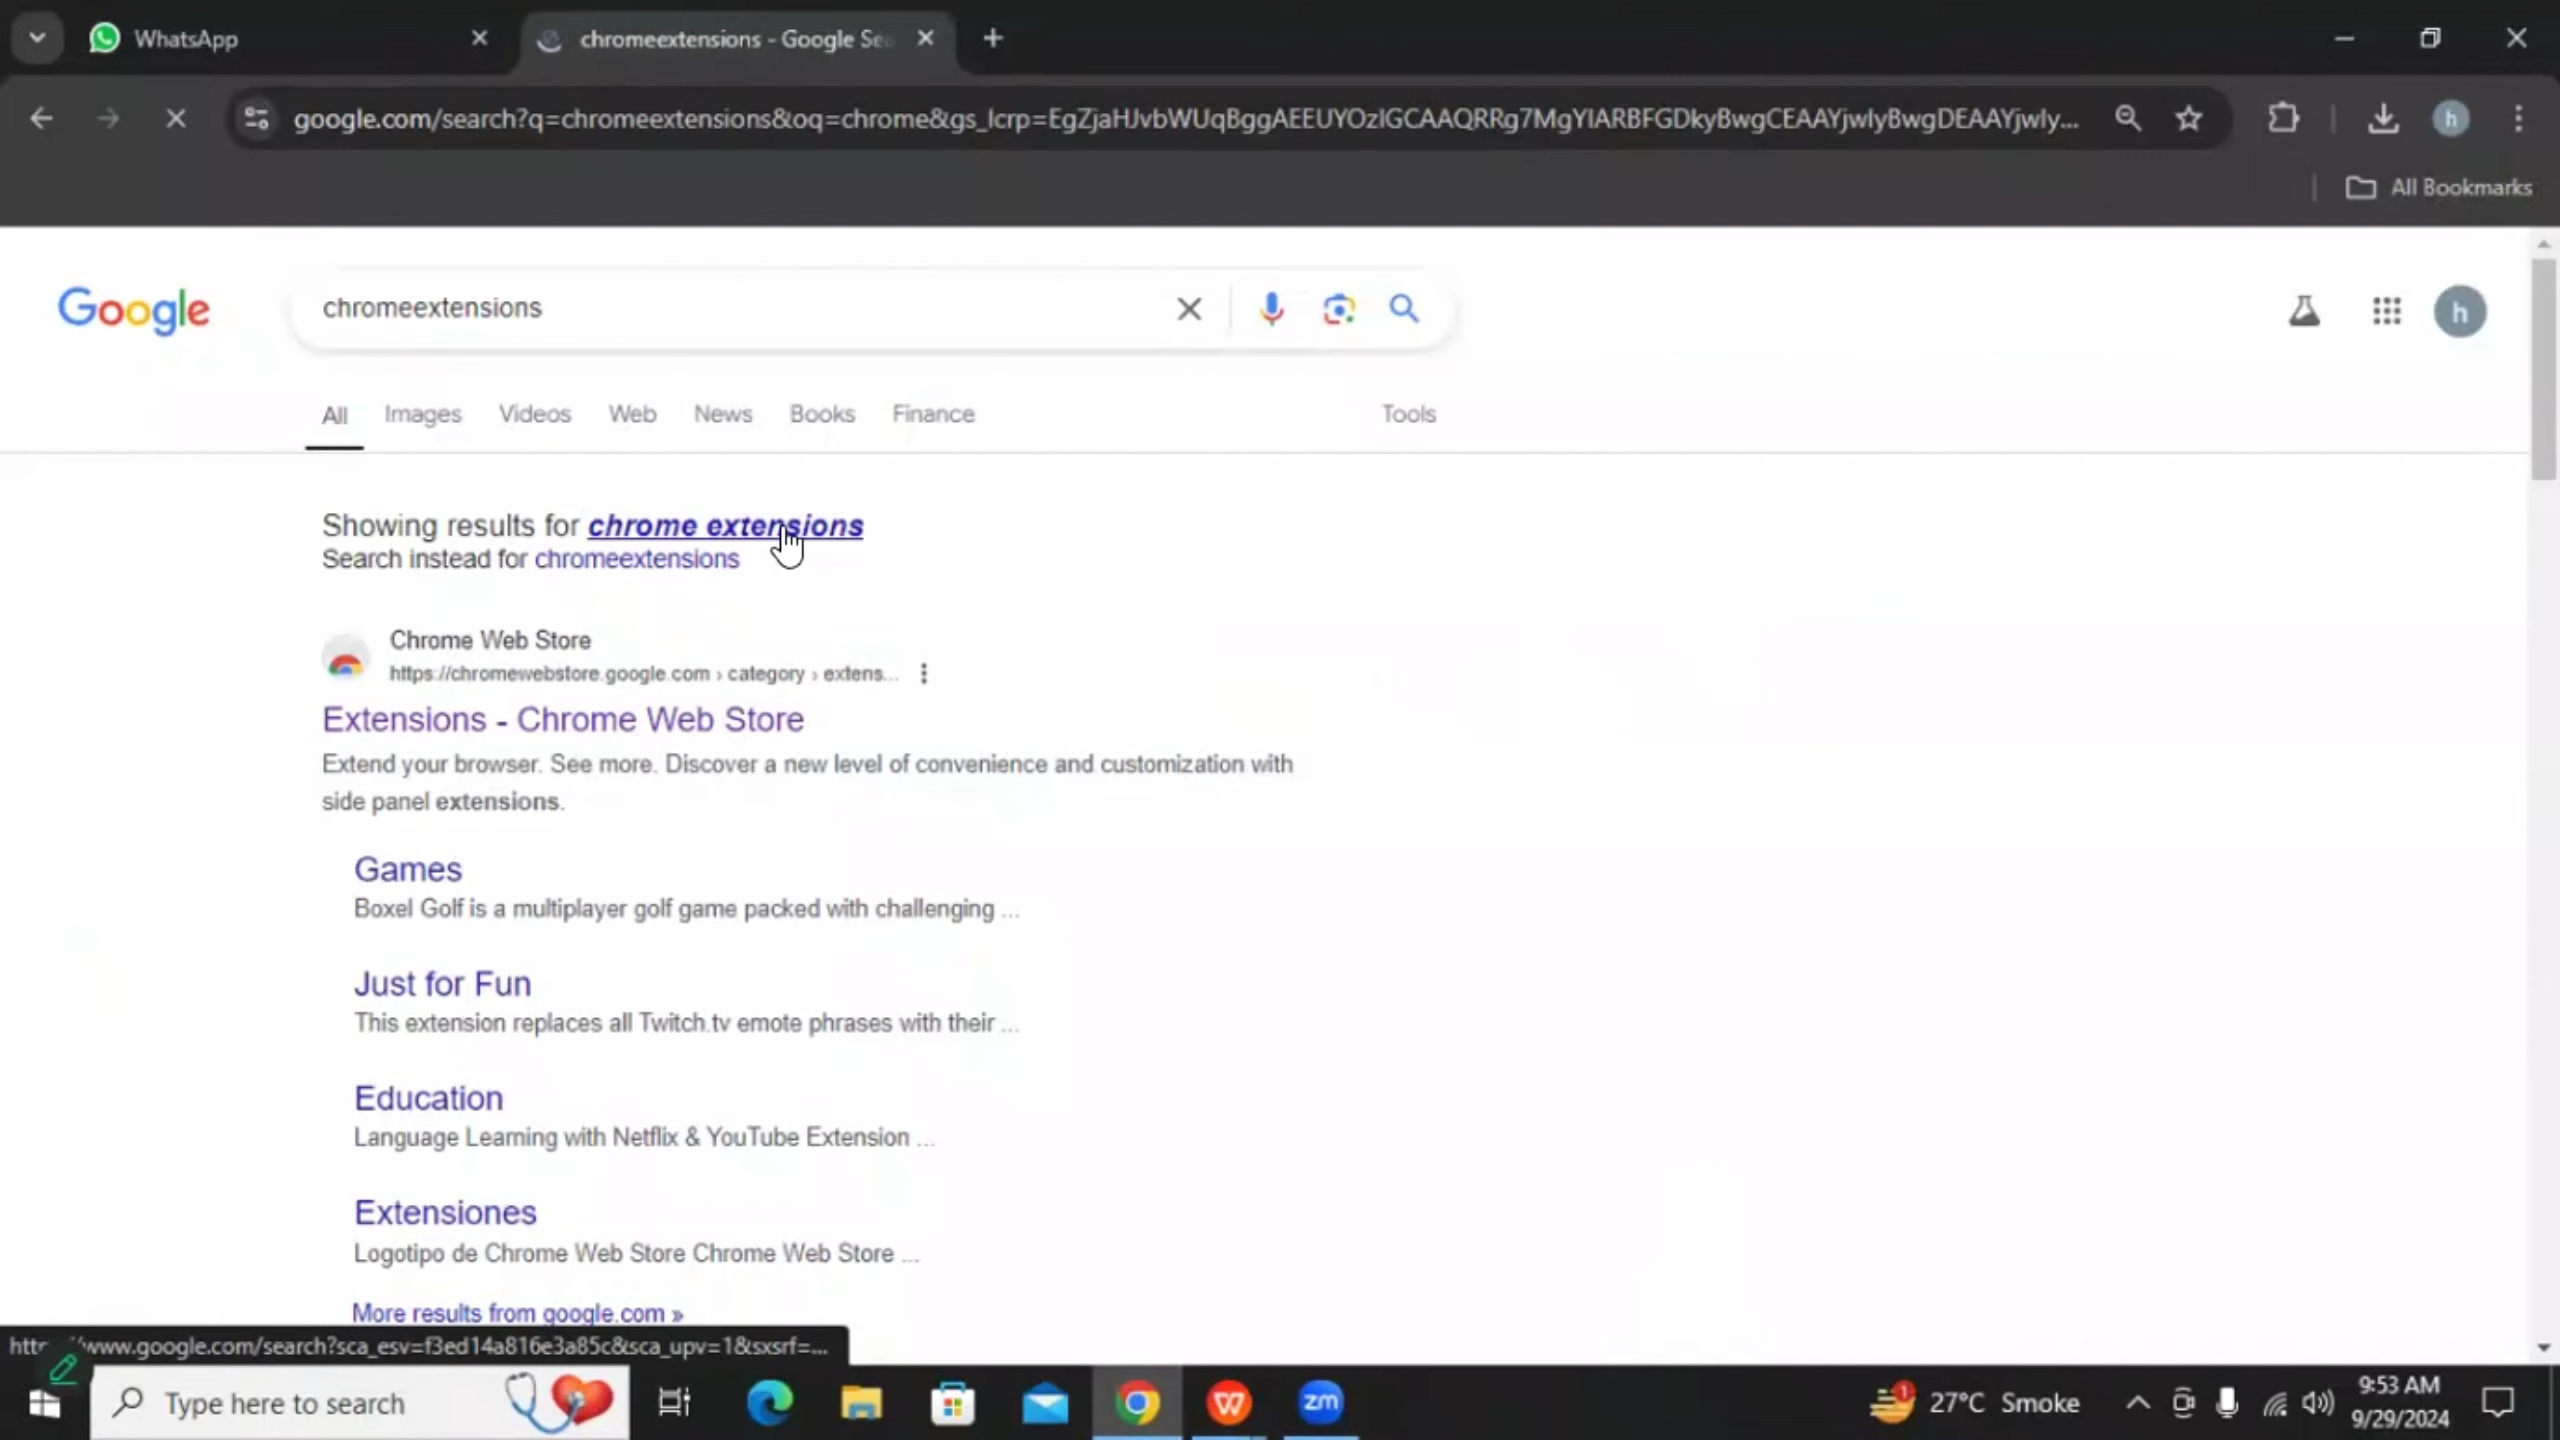 WhatsApp
chromeextensions - Google Se
google.com/search?q=chromeextensions&oq=chrome&gs_lcrp=EgZjaHJvbWUqBggAEEUYOzIGCAAQRRg7MgYIARBFGDkyBwgCEAAYjwIyBwgDEAAYjwIy...
All Bookmarks
Google
chromeextensions
h
All Images Videos Web News Books Finance Tools
Showing results for chrome extensions
Search instead for chromeextensions
Chrome Web Store
https://chromewebstore.google.com › category › extens...
Extensions - Chrome Web Store
Extend your browser. See more. Discover a new level of convenience and customization with
side panel extensions.
Games
Boxel Golf is a multiplayer golf game packed with challenging ...
Just for Fun
This extension replaces all Twitch.tv emote phrases with their ...
Education
Language Learning with Netflix & YouTube Extension ...
Extensiones
Logotipo de Chrome Web Store Chrome Web Store ...
More results from google.com »
www.google.com/search?sca_esv=f3ed14a816e3a85c&sca_upv=1&sxsrf=...
Type here to search
zm
27°C Smoke
9:53 AM
9/29/2024